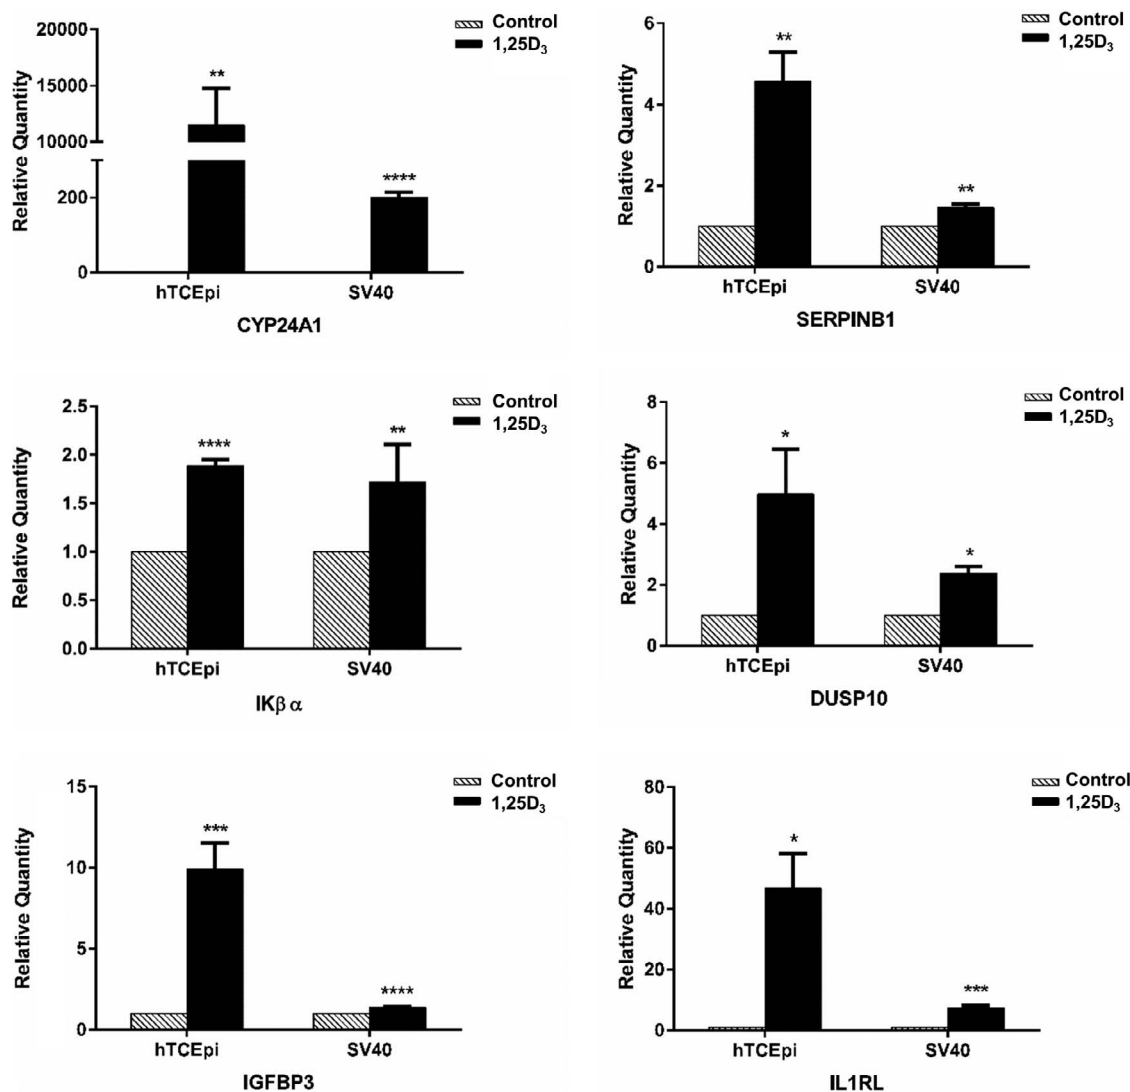 Control
1,25D₃
20000
15000
10000
200
0
Relative Quantity
**
****
hTCEpi
SV40
CYP24A1
Control
1,25D₃
6
4
2
0
Relative Quantity
**
**
hTCEpi
SV40
SERPINB1
Control
1,25D₃
2.5
2.0
1.5
1.0
0.5
0.0
Relative Quantity
****
**
hTCEpi
SV40
IKβ α
Control
1,25D₃
8
6
4
2
0
Relative Quantity
*
*
hTCEpi
SV40
DUSP10
Control
1,25D₃
15
10
5
0
Relative Quantity
***
****
hTCEpi
SV40
IGFBP3
Control
1,25D₃
80
60
40
20
0
Relative Quantity
*
***
hTCEpi
SV40
IL1RL